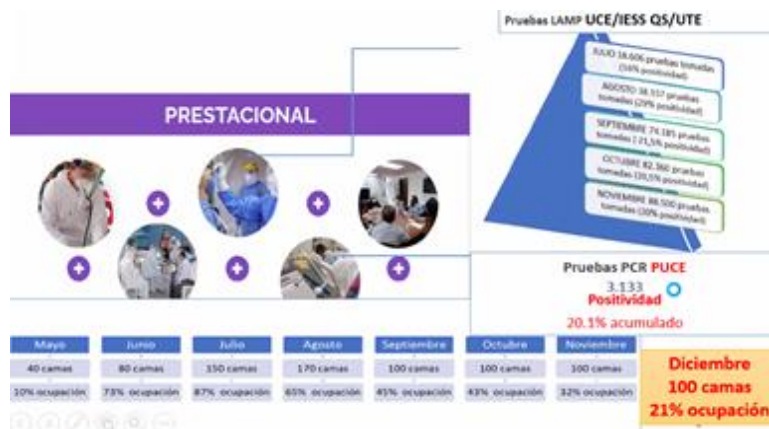 Pruebas LAMP UCE/IESS QS/UTE
JULIO 16.606 pruebas tomadas
(16% positividad)
AGOSTO 38.357 pruebas
tomadas (29% positividad)
SEPTIEMBRE 74.185 pruebas
tomadas ( 21,5% positividad)
OCTUBRE 82.360 pruebas
tomadas (20,5% positividad)
NOVIEMBRE 88.500 pruebas
tomadas (20% positividad)
PRESTACIONAL
Pruebas PCR PUCE
3.133
Positividad
20.1% acumulado
Mayo Junio Julio Agosto Septiembre Octubre Noviembre
40 camas 80 camas 150 camas 170 camas 100 camas 100 camas 100 camas
10% ocupación 73% ocupación 87% ocupación 65% ocupación 45% ocupación 43% ocupación 32% ocupación
Diciembre
100 camas
21% ocupación